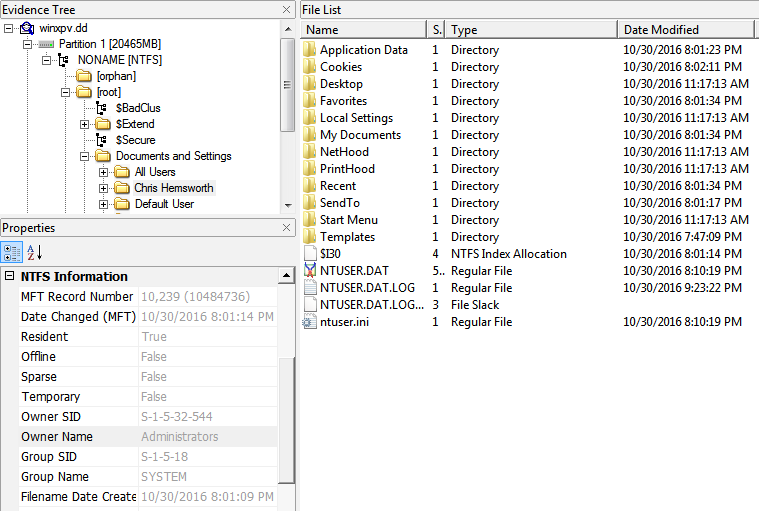 Evidence Tree
winxpv.dd
Partition 1 [20465MB]
NONAME [NTFS]
[orphan]
[root]
$BadClus
$Extend
$Secure
Documents and Settings
All Users
Chris Hemsworth
Default User
Properties
NTFS Information
MFT Record Number 10,239 (10484736)
Date Changed (MFT) 10/30/2016 8:01:14 PM
Resident True
Offline False
Sparse False
Temporary False
Owner SID S-1-5-32-544
Owner Name Administrators
Group SID S-1-5-18
Group Name SYSTEM
Filename Date Create 10/30/2016 8:01:09 PM
File List
Name S.. Type Date Modified
Application Data 1 Directory 10/30/2016 8:01:23 PM
Cookies 1 Directory 10/30/2016 8:02:11 PM
Desktop 1 Directory 10/30/2016 11:17:13 AM
Favorites 1 Directory 10/30/2016 8:01:34 PM
Local Settings 1 Directory 10/30/2016 11:17:13 AM
My Documents 1 Directory 10/30/2016 8:01:34 PM
NetHood 1 Directory 10/30/2016 11:17:13 AM
PrintHood 1 Directory 10/30/2016 11:17:13 AM
Recent 1 Directory 10/30/2016 8:01:34 PM
SendTo 1 Directory 10/30/2016 8:01:17 PM
Start Menu 1 Directory 10/30/2016 11:17:13 AM
Templates 1 Directory 10/30/2016 7:47:09 PM
$I30 4 NTFS Index Allocation 10/30/2016 8:01:14 PM
NTUSER.DAT 5.. Regular File 10/30/2016 8:10:19 PM
NTUSER.DAT.LOG 1 Regular File 10/30/2016 9:23:22 PM
NTUSER.DAT.LOG... 3 File Slack
ntuser.ini 1 Regular File 10/30/2016 8:10:19 PM